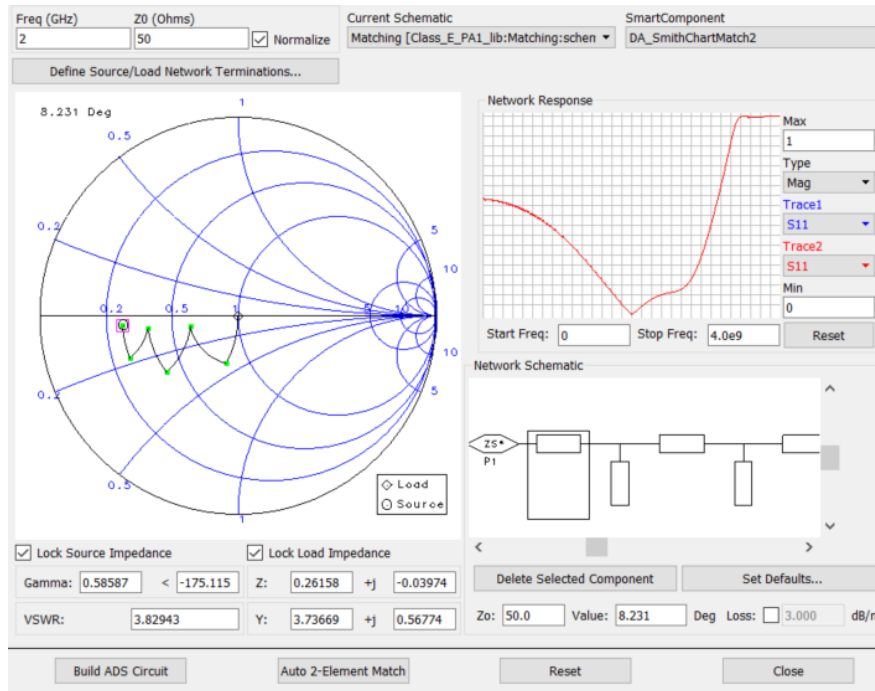 Freq (GHz) Z0 (Ohms) Current Schematic SmartComponent
2 50 Normalize Matching [Class_E_PA1_lib:Matching:schen DA_SmithChartMatch2
Define Source/Load Network Terminations...
8.231 Deg
1
0.5
0.2
0.2 0.5 5 10
5
10
10
5
0.2
0.5
1
Load
Source
Network Response
Max
1
Type
Mag
Trace1
S11
Trace2
S11
Min
0
Start Freq: 0 Stop Freq: 4.0e9 Reset
Network Schematic
ZS*
P1
Lock Source Impedance Lock Load Impedance
Gamma: 0.58587 < -175.115 Z: 0.26158 +j -0.03974
VSWR: 3.82943 Y: 3.73669 +j 0.56774
Delete Selected Component Set Defaults...
Zo: 50.0 Value: 8.231 Deg Loss: 3.000 dB/r
Build ADS Circuit Auto 2-Element Match Reset Close